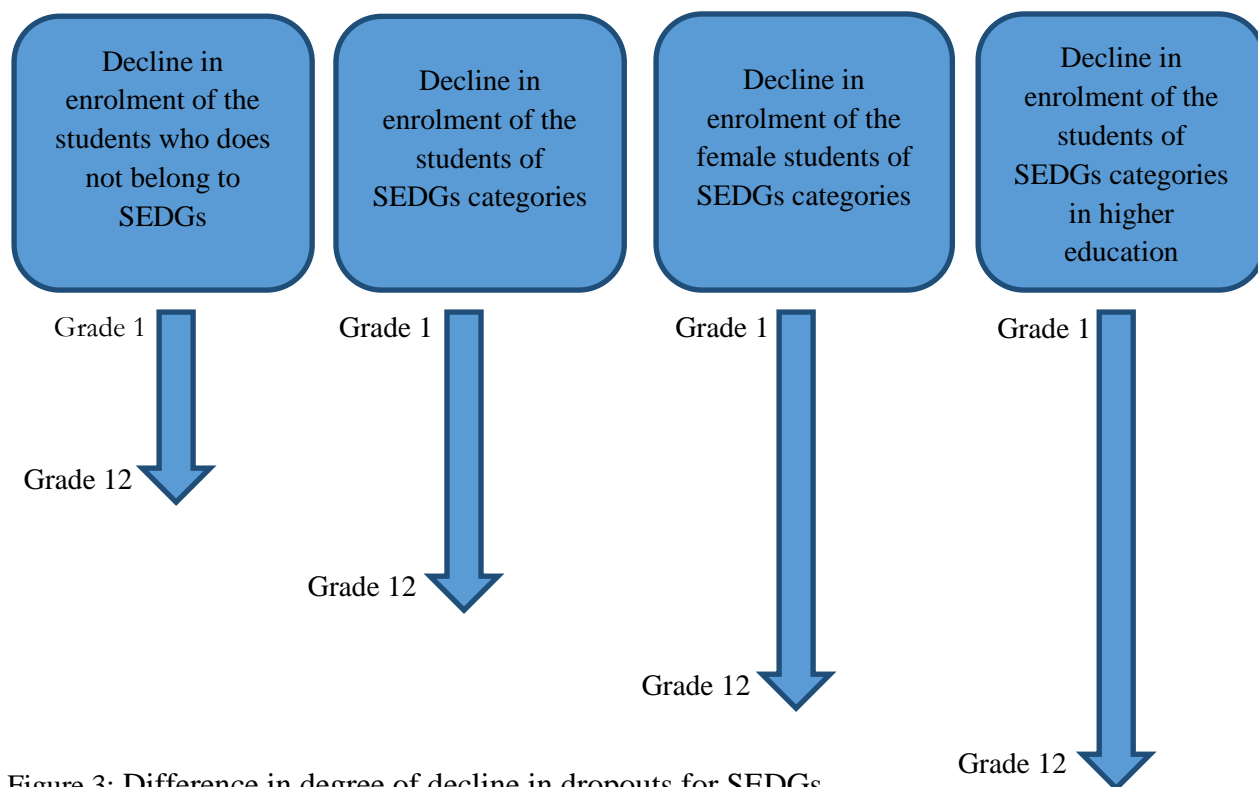 Decline in
enrolment of the
students who does
not belong to
SEDGs
Decline in
enrolment of the
students of
SEDGs categories
Decline in
enrolment of the
female students of
SEDGs categories
Decline in
enrolment of the
students of
SEDGs categories
in higher
education
Grade 1
Grade 1
Grade 1
Grade 1
Grade 12
Grade 12
Grade 12
Grade 12
Figure 3: Difference in degree of decline in dropouts for SEDGs